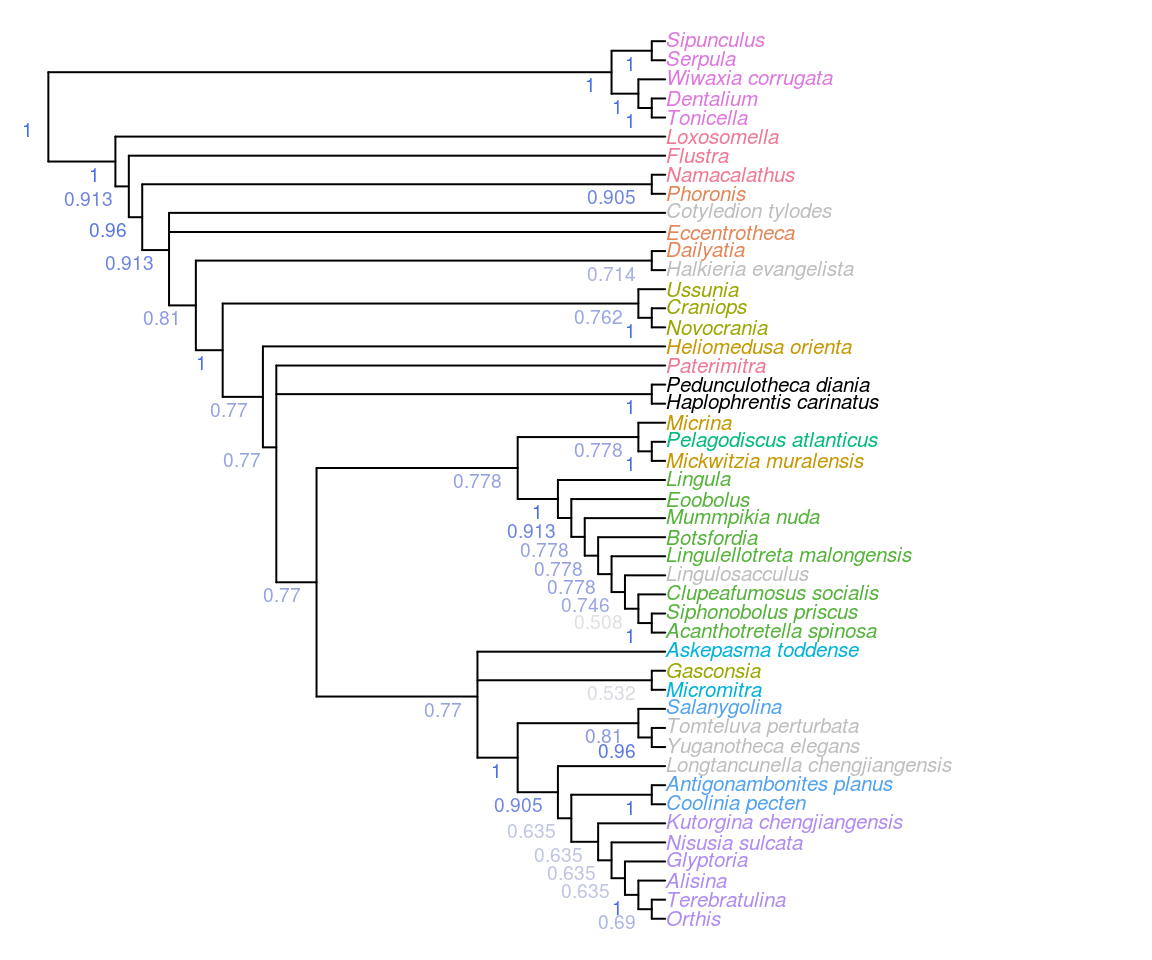 Sipunculus
Serpula
1
Wiwaxia corrugata
1
Dentalium
1
Tonicella
1
1
Loxosomella
Flustra
1
Namacalathus
0.913
0.905
Phoronis
Cotyledion tylodes
0.96
Eccentrotheca
Dailyatia
0.913
Halkieria evangelista
0.714
Ussunia
Craniops
0.81
0.762
Novocrania
1
Heliomedusa orienta
1
Paterimitra
Pedunculotheca diania
Haplophrentis carinatus
0.77
1
Micrina
Pelagodiscus atlanticus
0.778
0.77
Mickwitzia muralensis
1
Lingula
0.778
Eoobolus
1
Mummpikia nuda
0.913
Botsfordia
0.778
Lingulellotreta malongensis
0.778
Lingulosacculus
0.778
0.77
Clupeafumosus socialis
0.746
Siphonobolus priscus
0.508
Acanthotretella spinosa
1
Askepasma toddense
Gasconsia
Micromitra
0.532
Salanygolina
0.77
Tomteluva perturbata
0.81
Yuganotheca elegans
0.96
Longtancunella chengjiangensis
1
Antigonambonites planus
Coolinia pecten
0.905
1
Kutorgina chengjiangensis
0.635
Nisusia sulcata
0.635
Glyptoria
0.635
Alisina
0.635
Terebratulina
1
Orthis
0.69